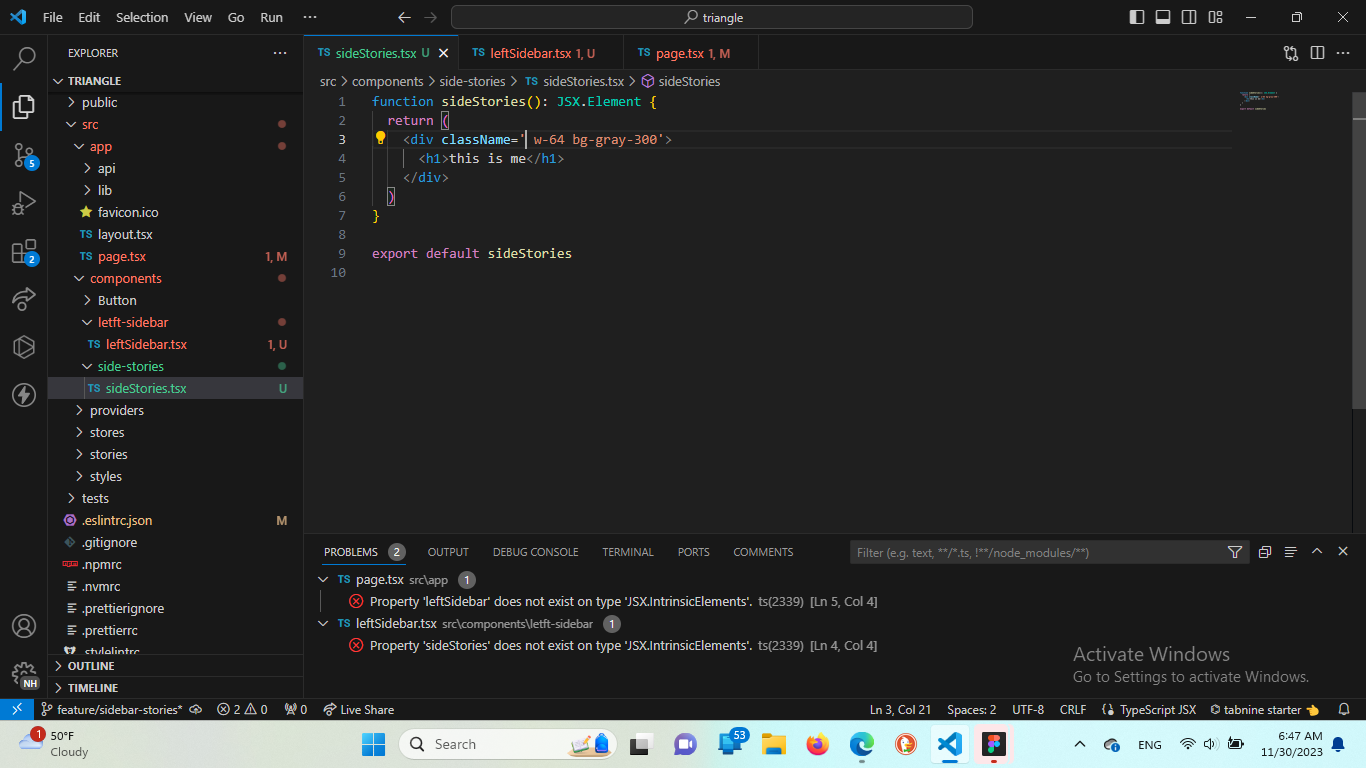 File Edit Selection View Go Run ··· triangle
EXPLORER ···
TRIANGLE
public
src
app
api
lib
favicon.ico
TS layout.tsx
TS page.tsx 1, M
components
Button
letft-sidebar
TS leftSidebar.tsx 1, U
side-stories
TS sideStories.tsx U
providers
stores
stories
styles
tests
.eslintrc.json M
.gitignore
.npmrc
.nvmrc
.prettierignore
.prettierrc
.stylelintrc
OUTLINE
TIMELINE
5
2
NH
TS sideStories.tsx U TS leftSidebar.tsx 1, U TS page.tsx 1, M
src > components > side-stories > TS sideStories.tsx > sideStories
1 function sideStories(): JSX.Element {
2 return (
3 <div className=' w-64 bg-gray-300'>
4 <h1>this is me</h1>
5 </div>
6 )
7 }
8
9 export default sideStories
10
PROBLEMS 2 OUTPUT DEBUG CONSOLE TERMINAL PORTS COMMENTS Filter (e.g. text, **/*.ts, !**/node_modules/**)
TS page.tsx src\app 1
Property 'leftSidebar' does not exist on type 'JSX.IntrinsicElements'. ts(2339) [Ln 5, Col 4]
TS leftSidebar.tsx src\components\letft-sidebar 1
Property 'sideStories' does not exist on type 'JSX.IntrinsicElements'. ts(2339) [Ln 4, Col 4]
Activate Windows
Go to Settings to activate Windows.
feature/sidebar-stories* 2 0 0 Live Share Ln 3, Col 21 Spaces: 2 UTF-8 CRLF TypeScript JSX tabnine starter
1 50°F
Cloudy
Search
53
ENG
6:47 AM
11/30/2023